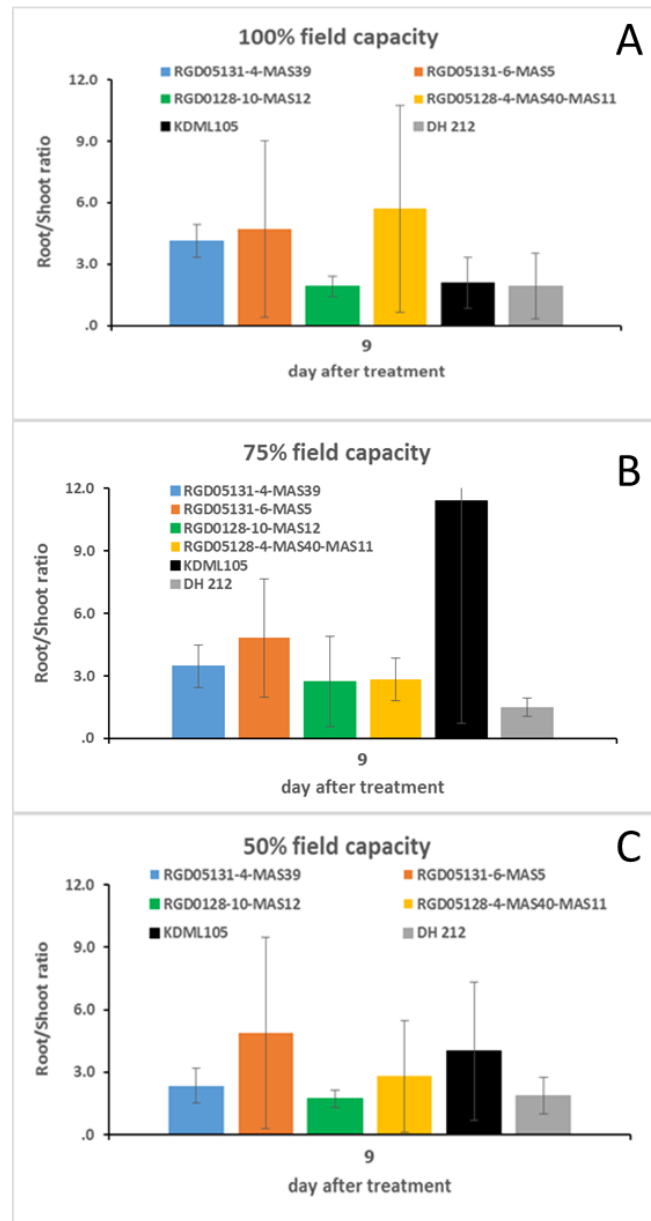 100% field capacity
A
12.0
RGD05131-4-MAS39 RGD05131-6-MAS5
RGD0128-10-MAS12 RGD05128-4-MAS40-MAS11
KDML105 DH 212
9.0
6.0
3.0
.0
Root/Shoot ratio
9
day after treatment
75% field capacity
B
12.0
RGD05131-4-MAS39
RGD05131-6-MAS5
RGD0128-10-MAS12
RGD05128-4-MAS40-MAS11
KDML105
DH 212
9.0
6.0
3.0
.0
Root/Shoot ratio
9
day after treatment
50% field capacity
C
RGD05131-4-MAS39 RGD05131-6-MAS5
12.0
RGD0128-10-MAS12 RGD05128-4-MAS40-MAS11
KDML105 DH 212
9.0
6.0
3.0
.0
Root/Shoot ratio
9
day after treatment